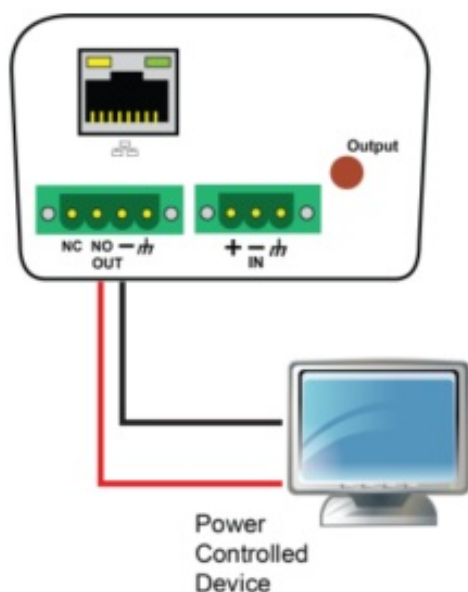 Output
NC NO − + −
OUT IN
Power
Controlled
Device